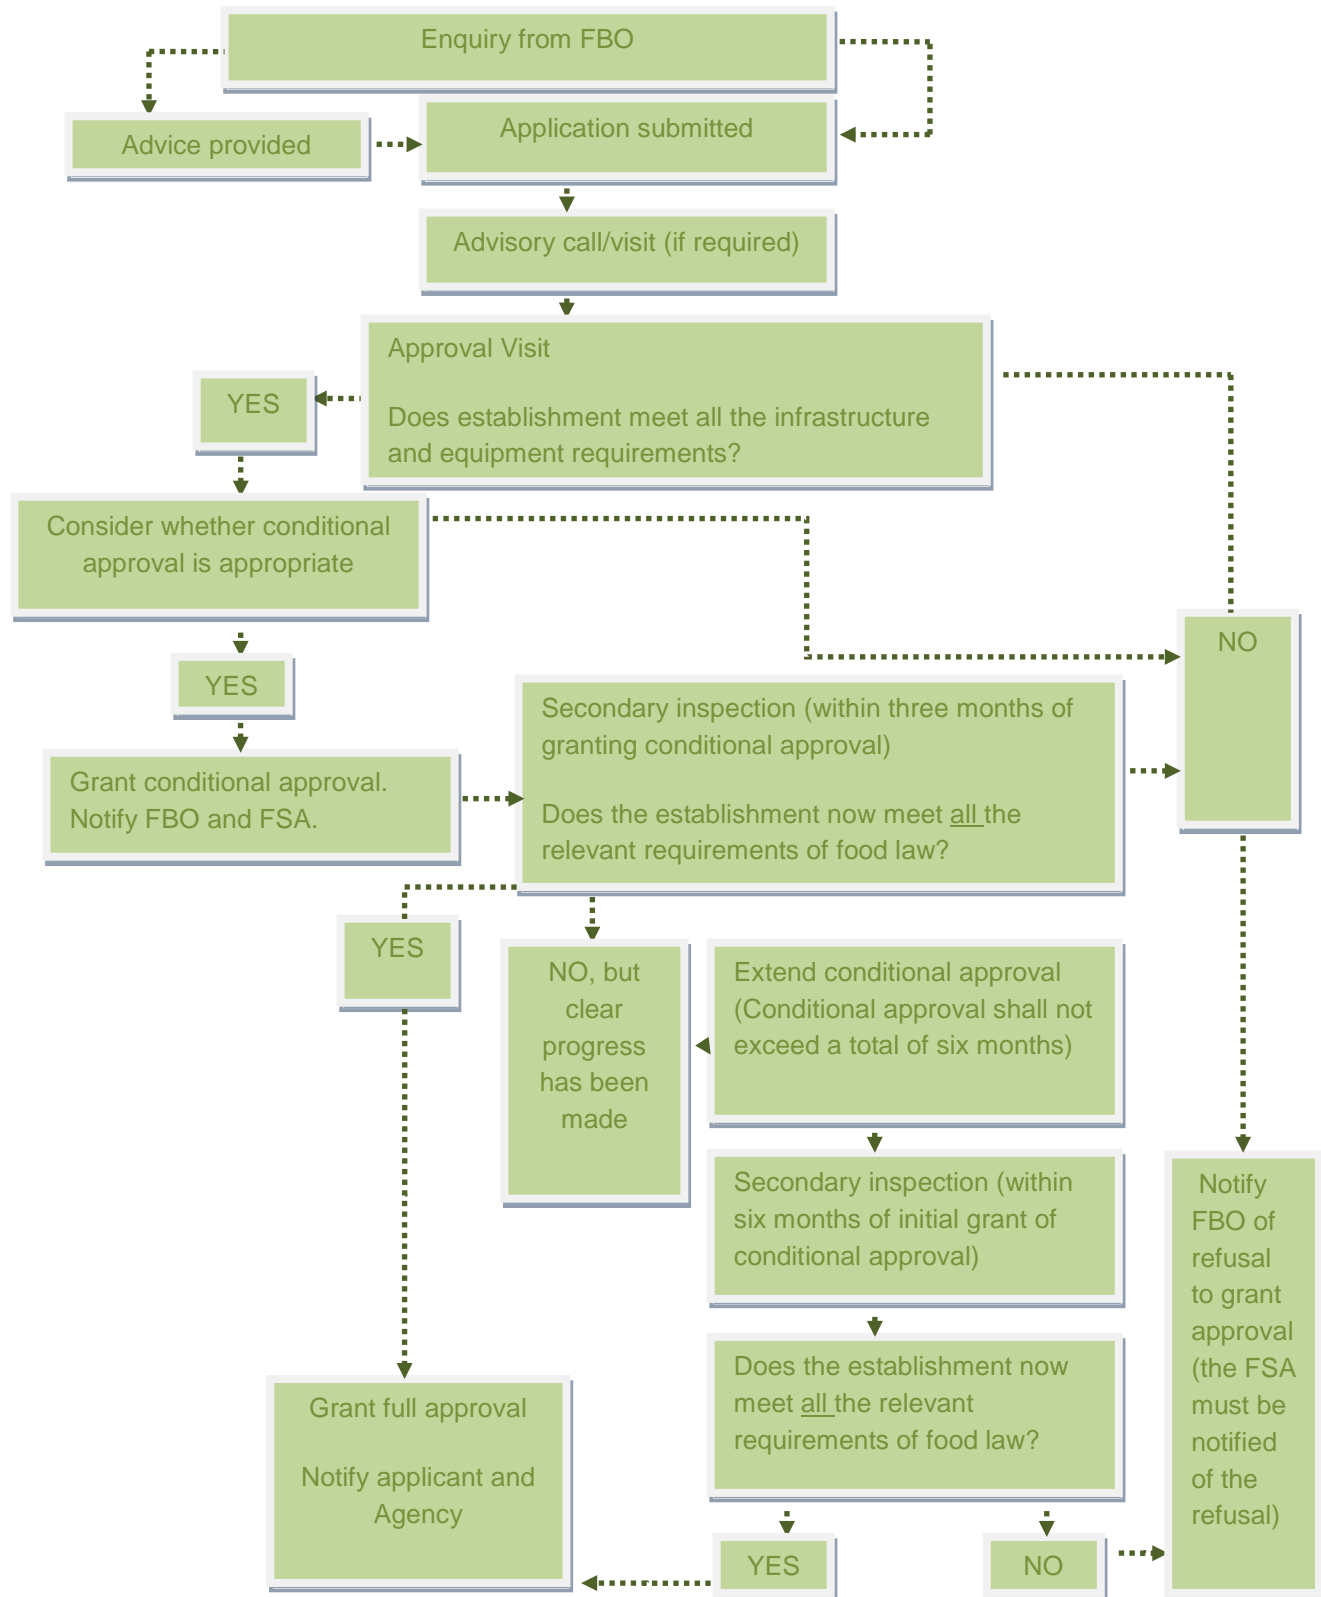 Enquiry from FBO
Advice provided
Application submitted
Advisory call/visit (if required)
Approval Visit
Does establishment meet all the infrastructure
and equipment requirements?
YES
Consider whether conditional
approval is appropriate
NO
YES
Grant conditional approval.
Notify FBO and FSA.
Secondary inspection (within three months of
granting conditional approval)
Does the establishment now meet all the
relevant requirements of food law?
YES
NO, but
clear
progress
has been
made
Extend conditional approval
(Conditional approval shall not
exceed a total of six months)
Secondary inspection (within
six months of initial grant of
conditional approval)
Does the establishment now
meet all the relevant
requirements of food law?
Notify
FBO of
refusal
to grant
approval
(the FSA
must be
notified
of the
refusal)
Grant full approval
Notify applicant and
Agency
YES
NO